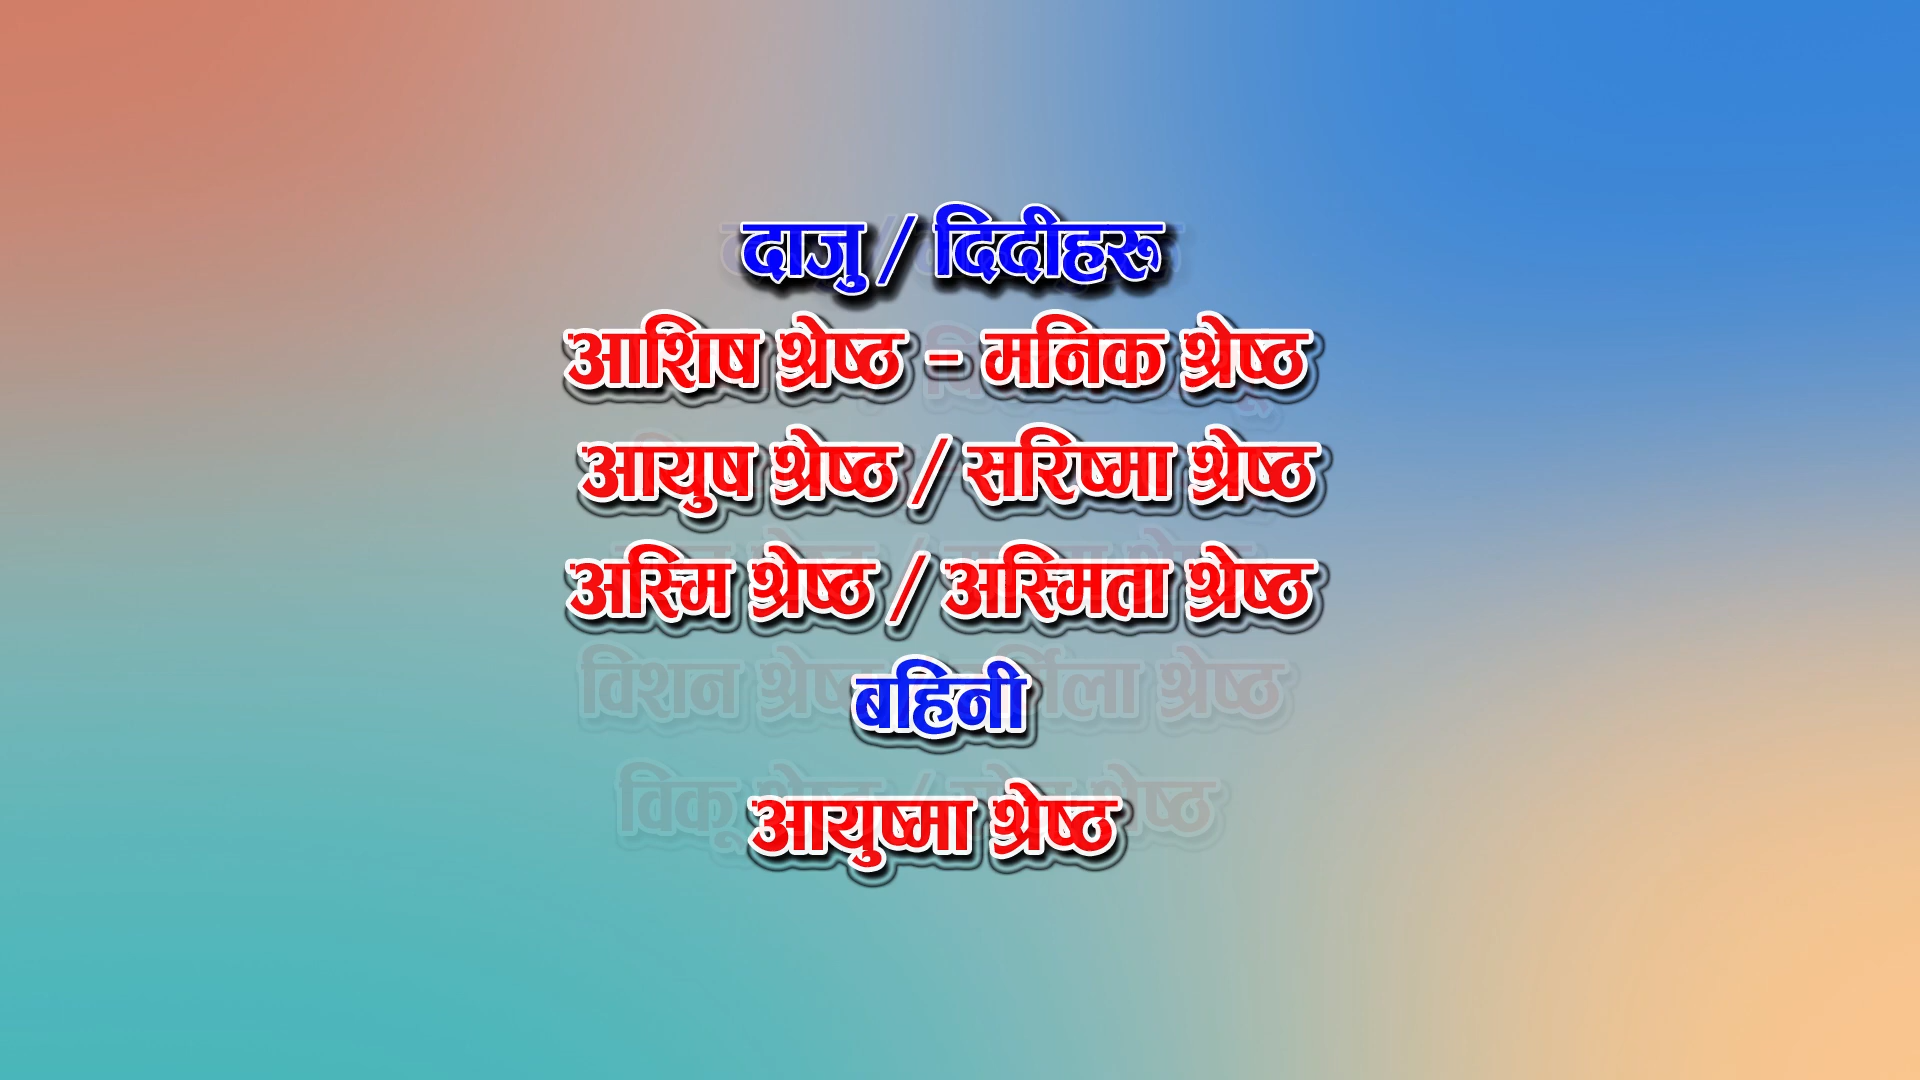 दाजु / दिदीहरू
आशिष श्रेष्ठ - मनिक श्रेष्ठ
आयुष श्रेष्ठ / सरिष्मा श्रेष्ठ
अस्मि श्रेष्ठ / अस्मिता श्रेष्ठ
बहिनी
आयुष्मा श्रेष्ठ